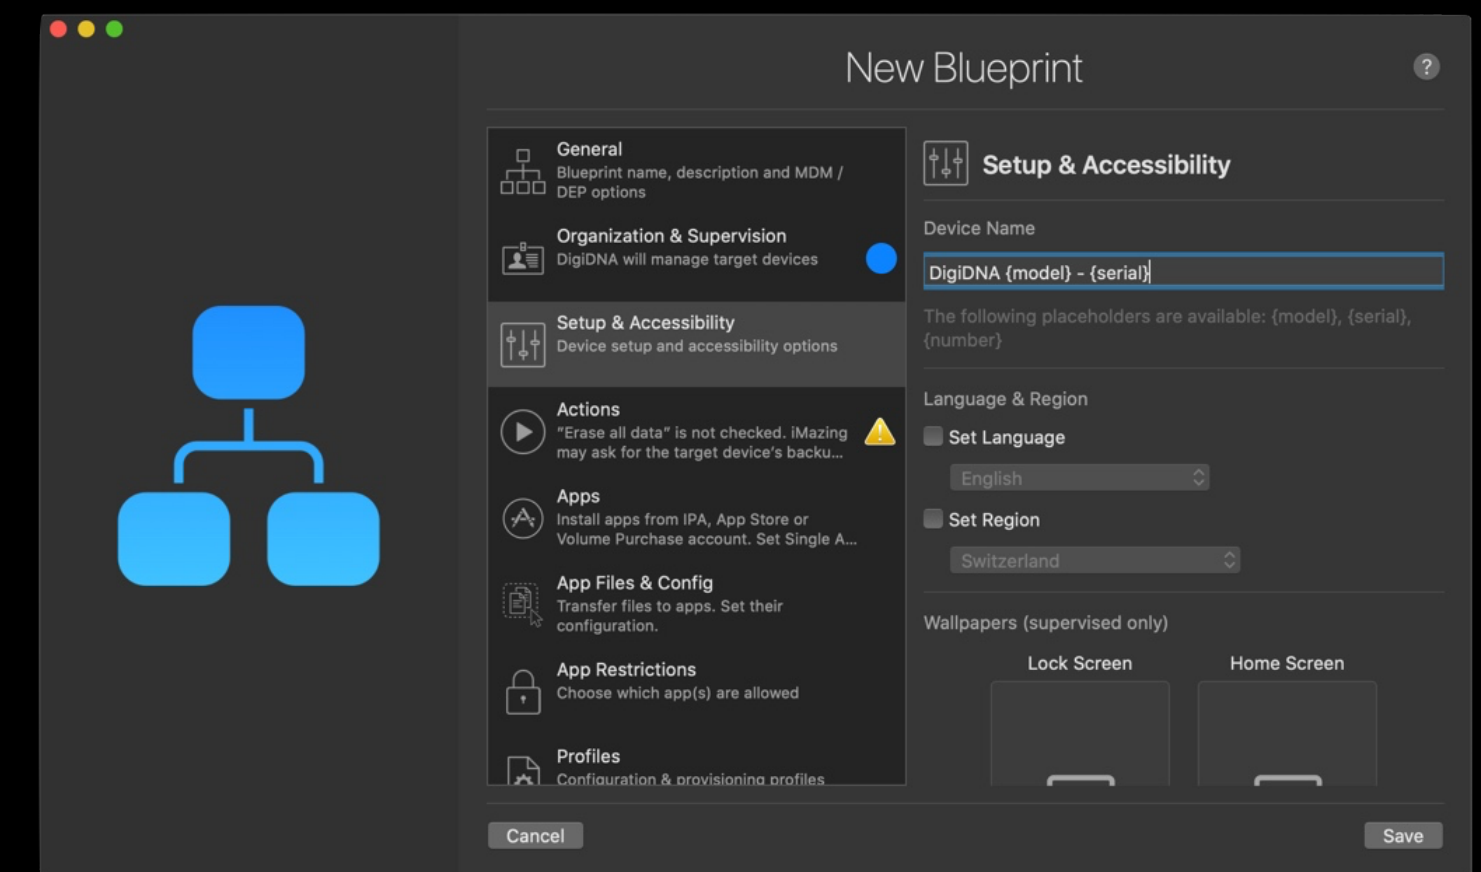 New Blueprint
?
General
Blueprint name, description and MDM /
DEP options
Organization & Supervision
DigiDNA will manage target devices
Setup & Accessibility
Device setup and accessibility options
Actions
"Erase all data" is not checked. iMazing
may ask for the target device's backu...
Apps
Install apps from IPA, App Store or
Volume Purchase account. Set Single A...
App Files & Config
Transfer files to apps. Set their
configuration.
App Restrictions
Choose which app(s) are allowed
Profiles
Configuration & provisioning profiles
Setup & Accessibility
Device Name
DigiDNA {model} - {serial}
The following placeholders are available: {model}, {serial},
{number}
Language & Region
Set Language
English
Set Region
Switzerland
Wallpapers (supervised only)
Lock Screen
Home Screen
Cancel
Save